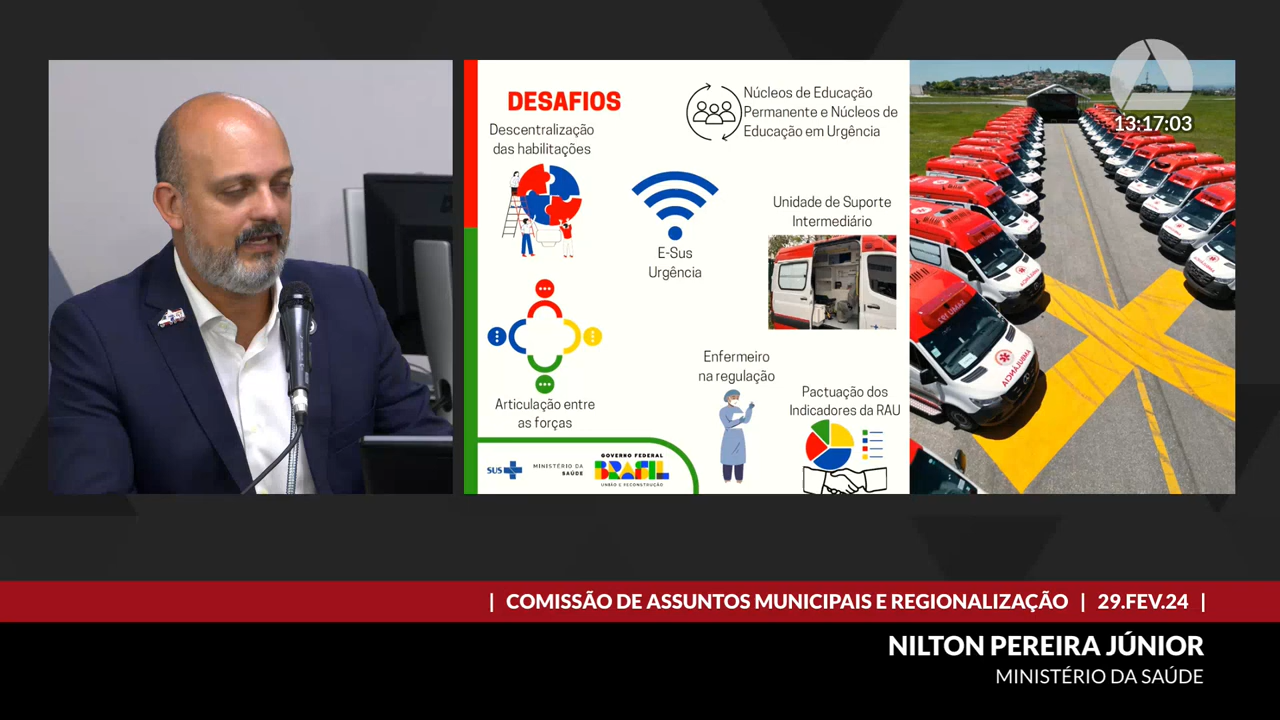 DESAFIOS
Descentralização
das habilitações
Núcleos de Educação
Permanente e Núcleos de
Educação em Urgência
Unidade de Suporte
Intermediário
E-Sus
Urgência
Articulação entre
as forças
Enfermeiro
na regulação
Pactuação dos
Indicadores da RAU
SUS
MINISTÉRIO DA
SAÚDE
GOVERNO FEDERAL
BRASIL
UNIÃO E RECONSTRUÇÃO
13:17:03
SAMU 192
AMBULÂNCIA
| COMISSÃO DE ASSUNTOS MUNICIPAIS E REGIONALIZAÇÃO | 29.FEV.24 |
NILTON PEREIRA JÚNIOR
MINISTÉRIO DA SAÚDE